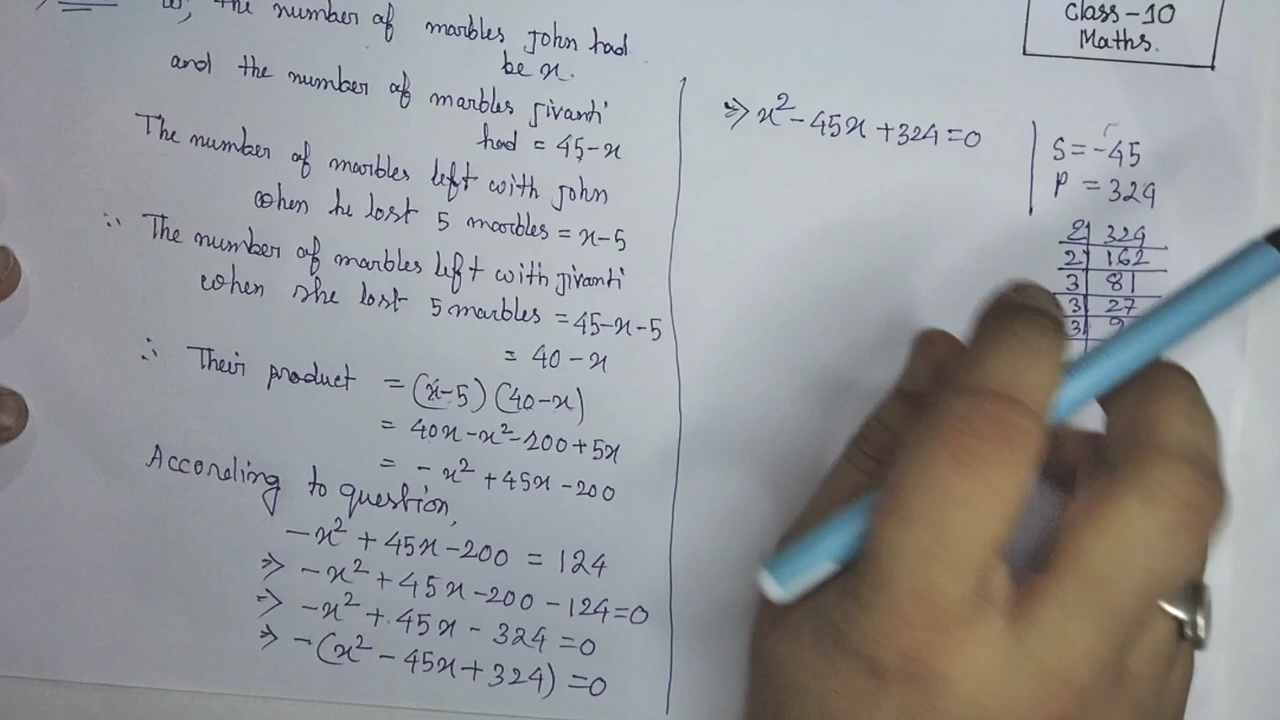 the number of marbles John had
be x.
and the number of marbles Jivanti
had = 45-x
The number of marbles left with John
when he lost 5 marbles = x-5
∵ The number of marbles left with Jivanti
when she lost 5 marbles = 45-x-5
= 40-x
∴ Their product = (x-5) (40-x)
= 40x-x²-200+5x
= -x²+45x-200
According to question,
-x²+45x-200 = 124
⇒ -x²+45x-200-124=0
⇒ -x²+45x-324=0
⇒ -(x²-45x+324)=0
class-10
Maths.
⇒ x²-45x+324=0
S=-45
P=324
2 324
2 162
3 81
3 27
3 9